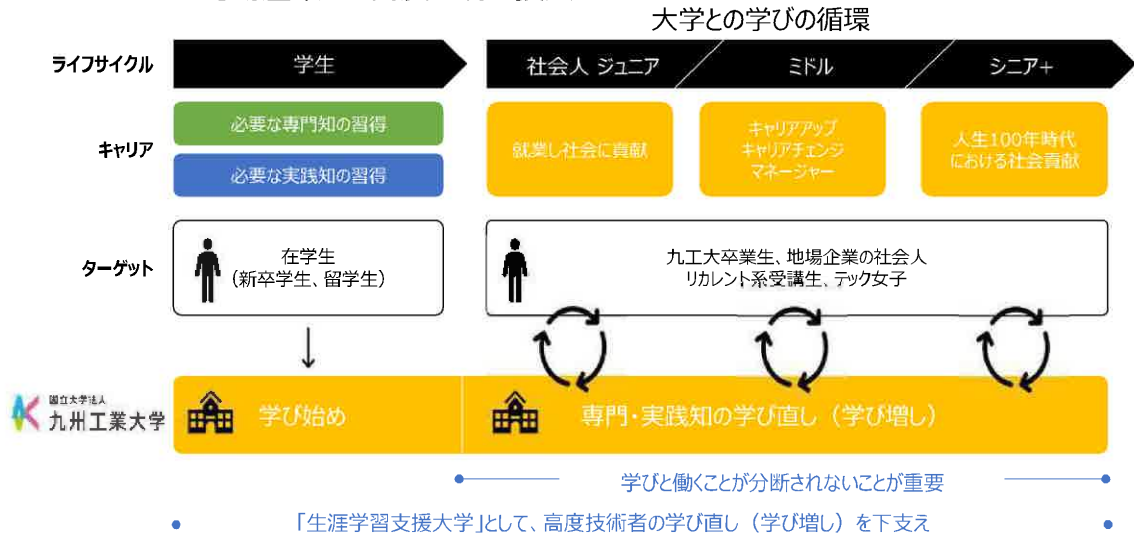 大学との学びの循環
ライフサイクル
学生
社会人 ジュニア
ミドル
シニア+
キャリア
必要な専門知の習得
必要な実践知の習得
就業し社会に貢献
キャリアアップ
キャリアチェンジ
マネージャー
人生100年時代
における社会貢献
ターゲット
在学生
(新卒学生、留学生)
九工大卒業生、地場企業の社会人
リカレント系受講生、テック女子
国立大学法人
九州工業大学
学び始め
専門・実践知の学び直し（学び増し）
学びと働くことが分断されないことが重要
「生涯学習支援大学」として、高度技術者の学び直し（学び増し）を下支え